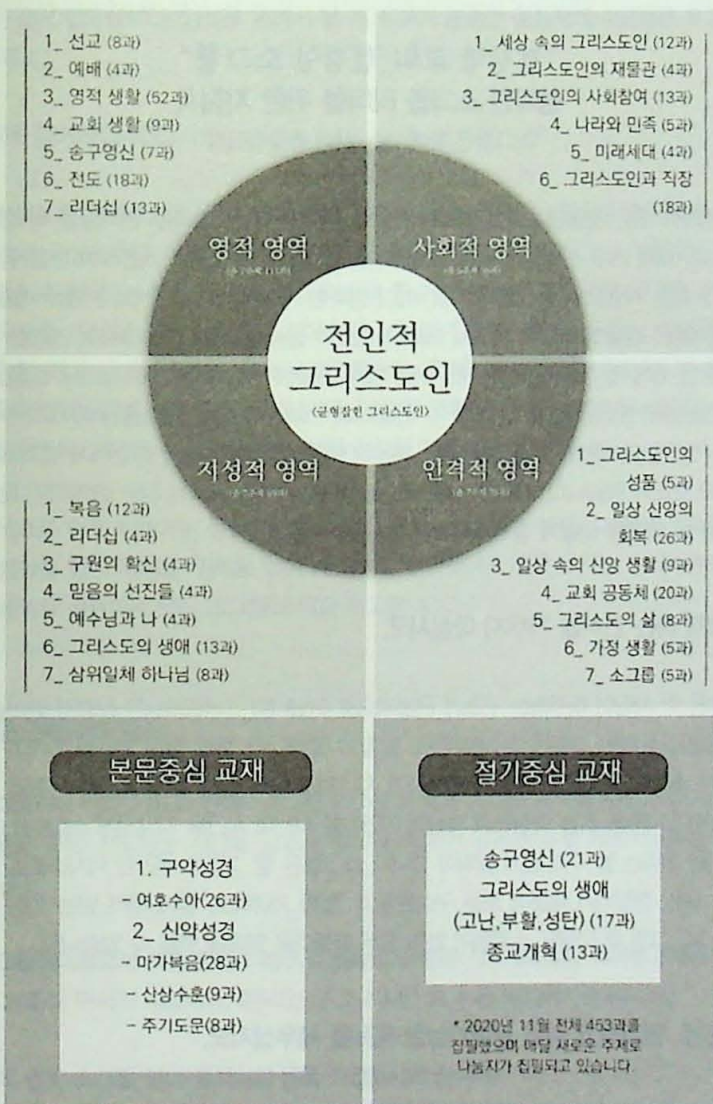 1_ 선교 (8과)
2_ 예배 (4과)
3_ 영적 생활 (52과)
4_ 교회 생활 (9과)
5_ 송구영신 (7과)
6_ 전도 (18과)
7_ 리더십 (13과)
1_ 세상 속의 그리스도인 (12과)
2_ 그리스도인의 재물관 (4과)
3_ 그리스도인의 사회참여 (13과)
4_ 나라와 민족 (5과)
5_ 미래세대 (4과)
6_ 그리스도인과 직장
(18과)
영적 영역
사회적 영역
전인적
그리스도인
〈균형잡힌 그리스도인〉
지성적 영역
인격적 영역
1_ 복음 (12과)
2_ 리더십 (4과)
3_ 구원의 확신 (4과)
4_ 믿음의 선진들 (4과)
5_ 예수님과 나 (4과)
6_ 그리스도의 생애 (13과)
7_ 삼위일체 하나님 (8과)
1_ 그리스도인의
성품 (5과)
2_ 일상 신앙의
회복 (26과)
3_ 일상 속의 신앙 생활 (9과)
4_ 교회 공동체 (20과)
5_ 그리스도의 삶 (8과)
6_ 가정 생활 (5과)
7_ 소그룹 (5과)
본문중심 교재
1. 구약성경
- 여호수아(26과)
2_ 신약성경
- 마가복음(28과)
- 산상수훈(9과)
- 주기도문(8과)
절기중심 교재
송구영신 (21과)
그리스도의 생애
(고난,부활,성탄) (17과)
종교개혁 (13과)
* 2020년 11월 전체 453과를
집필했으며 매달 새로운 주제로
나눔지가 집필되고 있습니다.